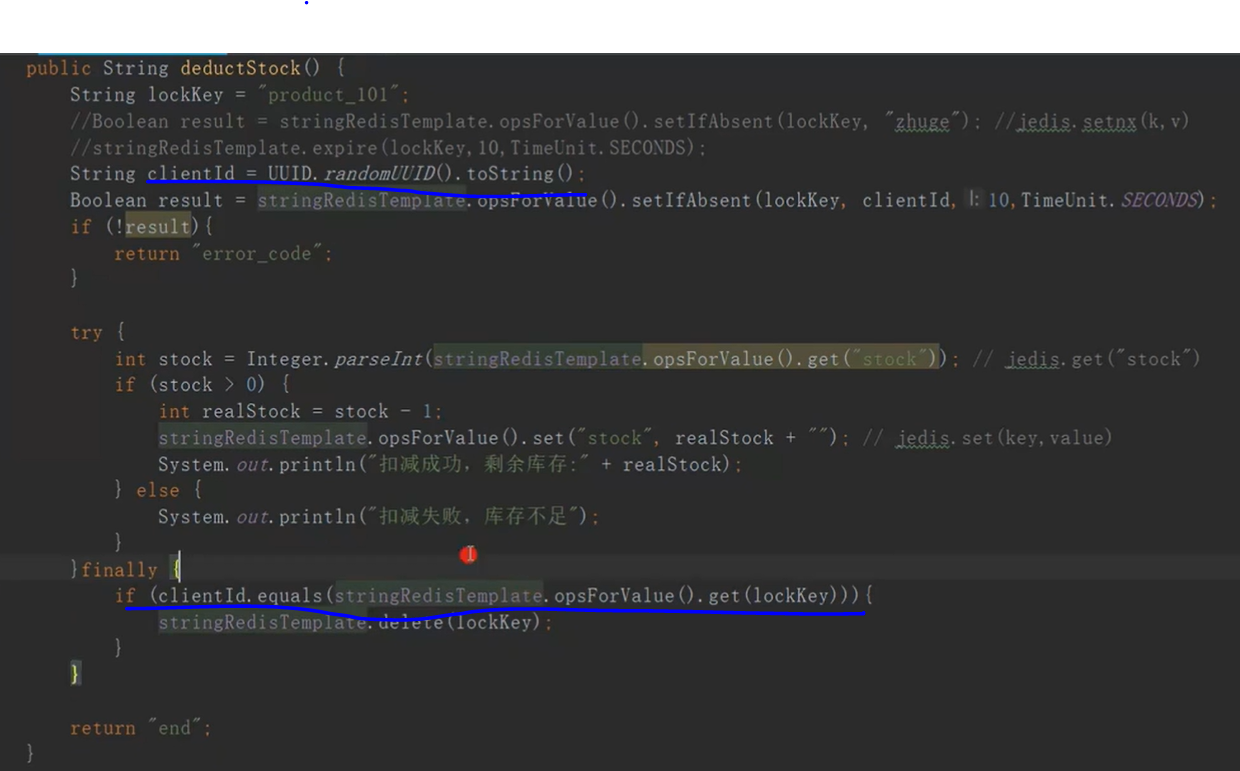 public String deductStock() {
String lockKey = "product_101";
//Boolean result = stringRedisTemplate.opsForValue().setIfAbsent(lockKey, "zhuge"); //jedis.setnx(k,v)
//stringRedisTemplate.expire(lockKey,10,TimeUnit.SECONDS);
String clientId = UUID.randomUUID().toString();
Boolean result = stringRedisTemplate.opsForValue().setIfAbsent(lockKey, clientId, l: 10,TimeUnit.SECONDS);
if (!result){
return "error_code";
}
try {
int stock = Integer.parseInt(stringRedisTemplate.opsForValue().get("stock")); // jedis.get("stock")
if (stock > 0) {
int realStock = stock - 1;
stringRedisTemplate.opsForValue().set("stock", realStock + ""); // jedis.set(key,value)
System.out.println("扣减成功，剩余库存:" + realStock);
} else {
System.out.println("扣减失败，库存不足");
}
}finally {
if (clientId.equals(stringRedisTemplate.opsForValue().get(lockKey))){
stringRedisTemplate.delete(lockKey);
}
}
return "end";
}